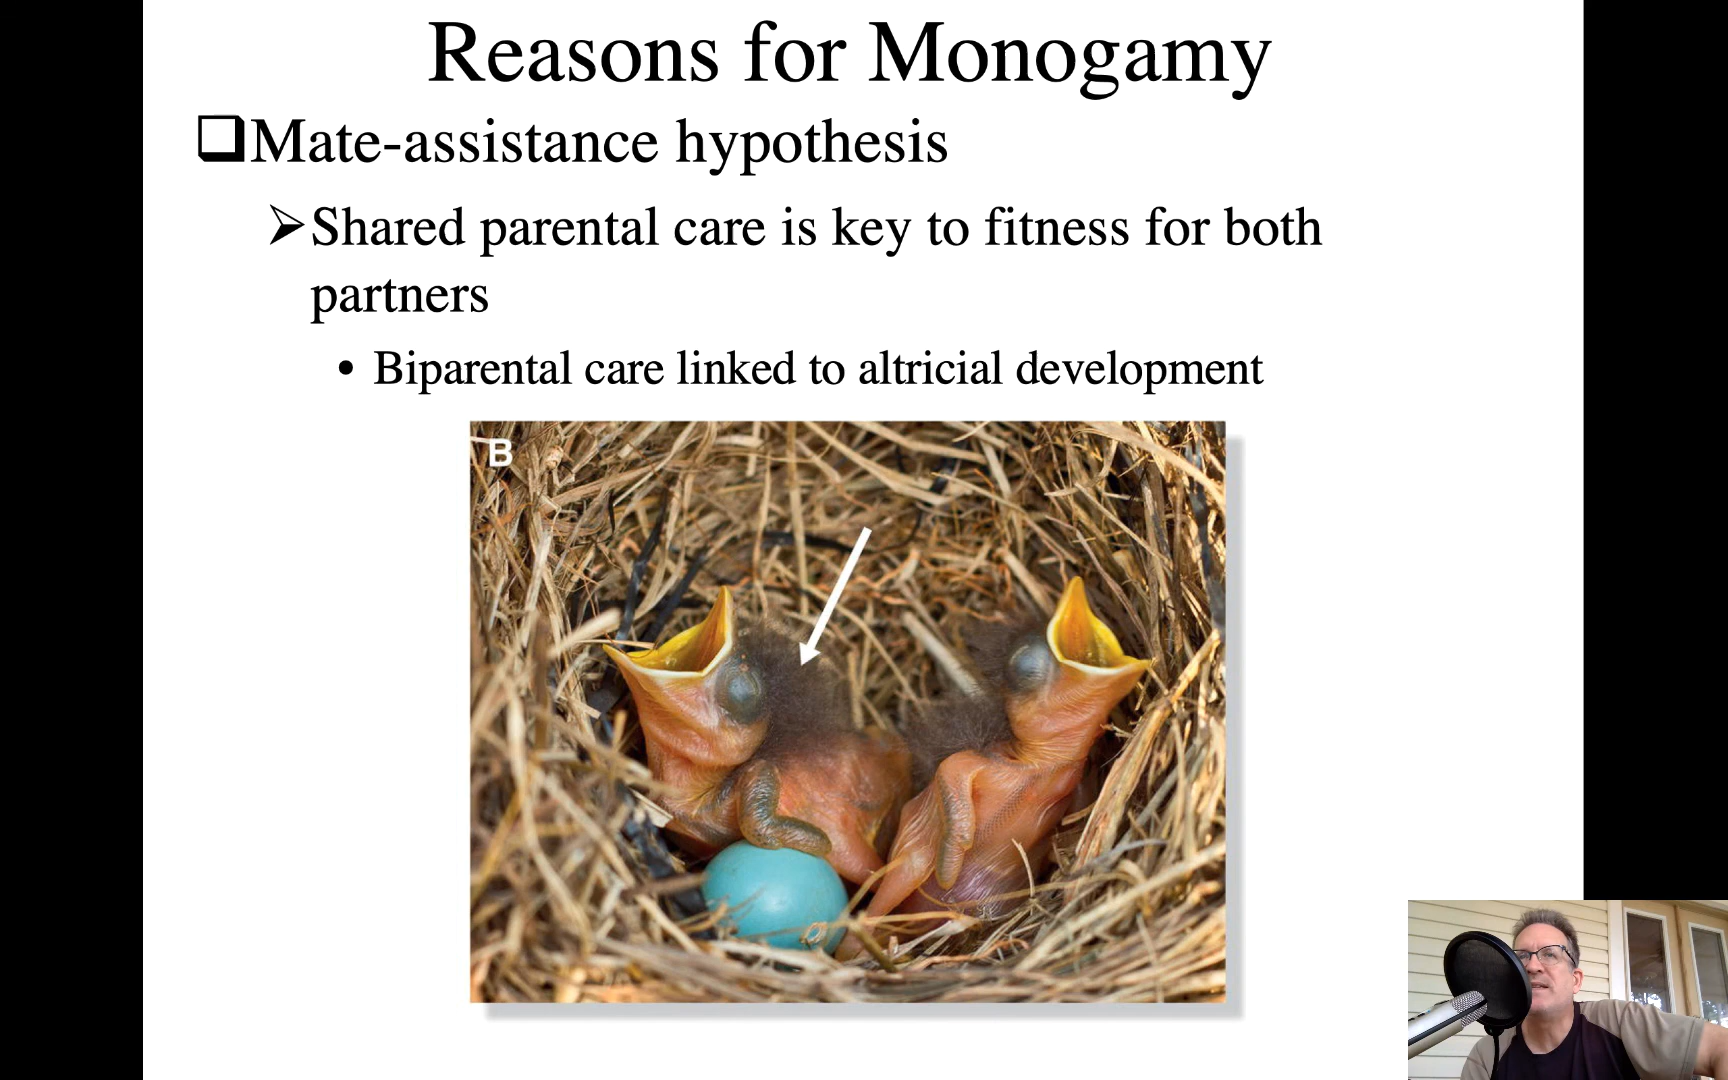 Reasons for Monogamy
Mate-assistance hypothesis
Shared parental care is key to fitness for both
partners
• Biparental care linked to altricial development
B